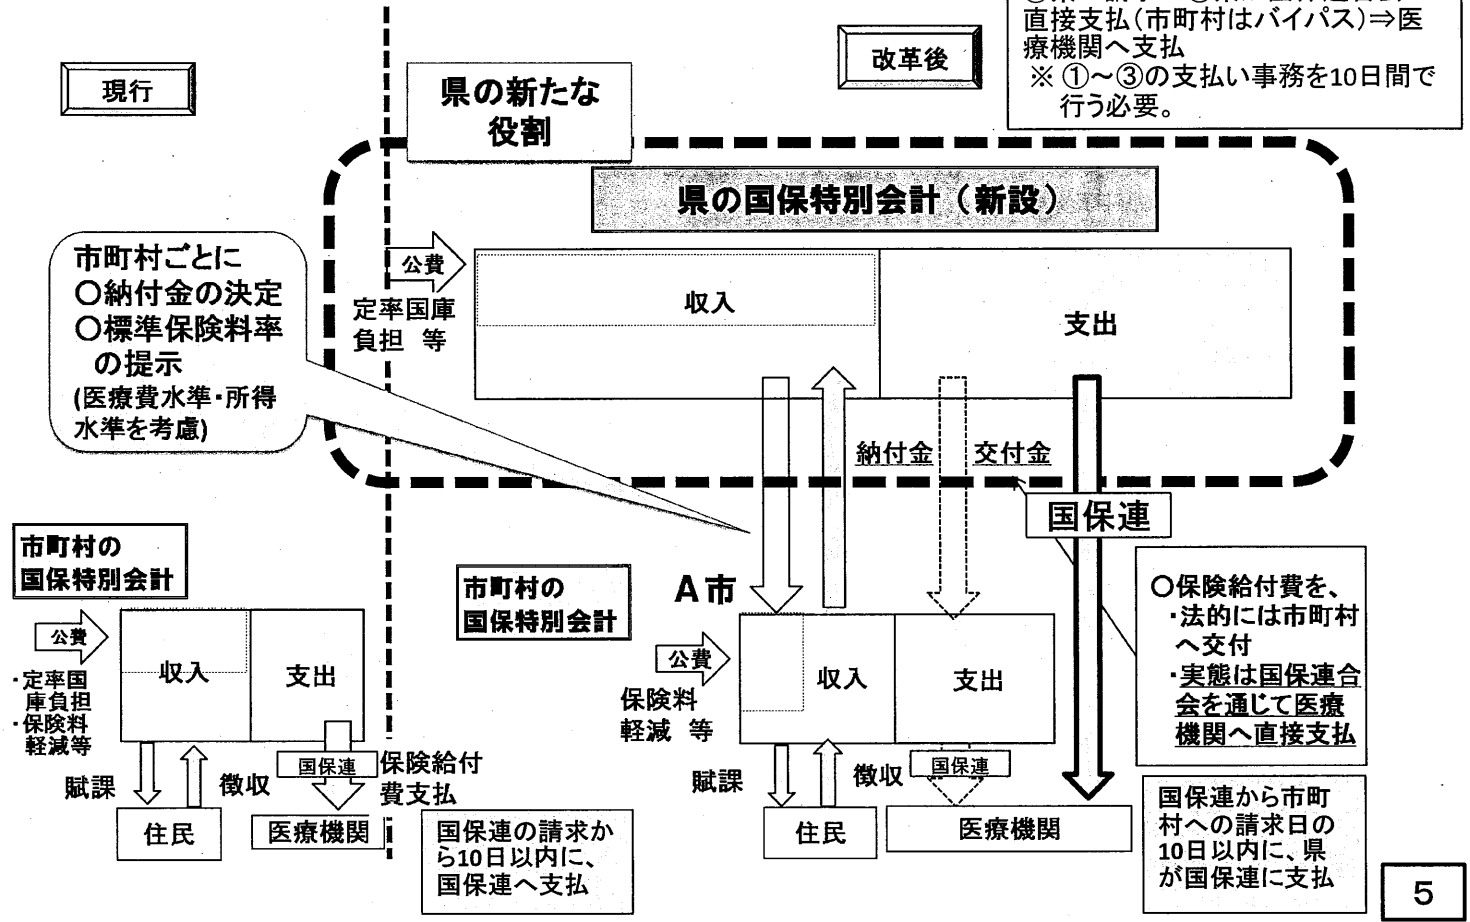 直接支払(市町村はバイパス)⇒医
療機関へ支払
※ ①～③の支払い事務を10日間で
行う必要。
改革後
現行
県の新たな
役割
県の国保特別会計（新設）
市町村ごとに
○納付金の決定
○標準保険料率
の提示
(医療費水準・所得
水準を考慮)
公費
定率国庫
負担 等
収入
支出
納付金
交付金
国保連
市町村の
国保特別会計
公費
・定率国
庫負担
・保険料
軽減等
収入
支出
賦課
徴収
国保連
保険給付
費支払
住民
医療機関
国保連の請求か
ら10日以内に、
国保連へ支払
市町村の
国保特別会計
A市
公費
保険料
軽減 等
収入
支出
賦課
徴収
国保連
住民
医療機関
○保険給付費を、
・法的には市町村
へ交付
・実態は国保連合
会を通じて医療
機関へ直接支払
国保連から市町
村への請求日の
10日以内に、県
が国保連に支払
5